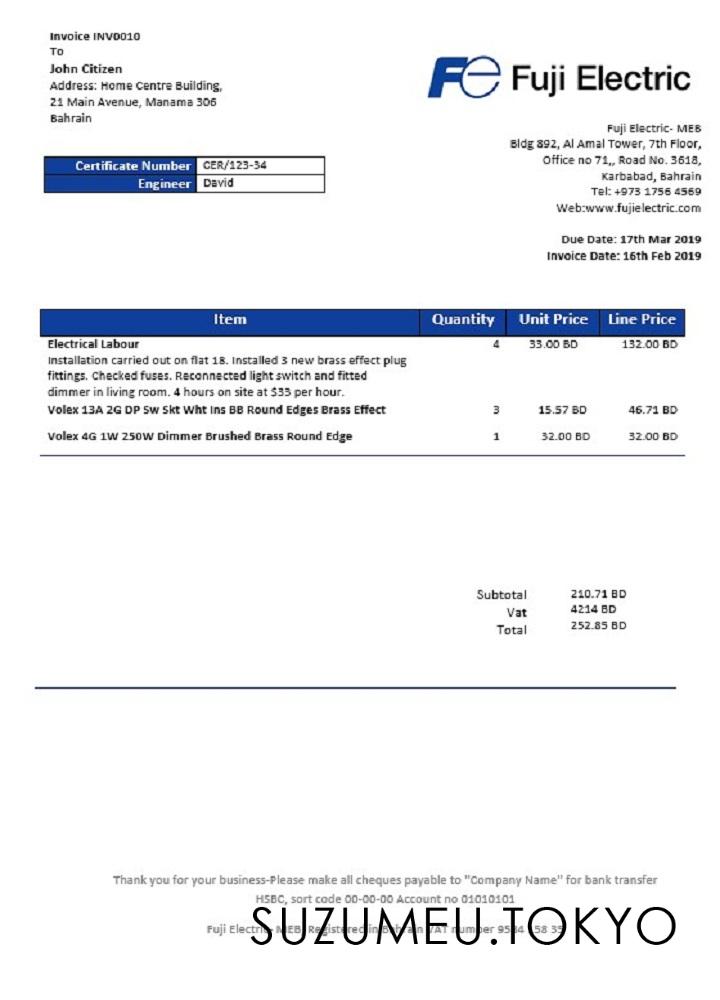 Invoice INV0010
To
John Citizen
Address: Home Centre Building,
21 Main Avenue, Manama 306
Bahrain
Fe Fuji Electric
Fuji Electric- MEB
Bldg 892, Al Amal Tower, 7th Floor,
Office no 71,, Road No. 3618,
Karbabad, Bahrain
Tel: +973 1756 4569
Web:www.fujielectric.com
Certificate Number CER/123-34
Engineer David
Due Date: 17th Mar 2019
Invoice Date: 16th Feb 2019
Item Quantity Unit Price Line Price
Electrical Labour 4 33.00 BD 132.00 BD
Installation carried out on flat 18. Installed 3 new brass effect plug
fittings. Checked fuses. Reconnected light switch and fitted
dimmer in living room. 4 hours on site at $33 per hour.
Volex 13A 2G DP Sw Skt Wht Ins BB Round Edges Brass Effect 3 15.57 BD 46.71 BD
Volex 4G 1W 250W Dimmer Brushed Brass Round Edge 1 32.00 BD 32.00 BD
Subtotal 210.71 BD
Vat 4214 BD
Total 252.85 BD
Thank you for your business-Please make all cheques payable to "Company Name" for bank transfer
HSBC, sort code 00-00-00 Account no 01010101
Fuji Electric- MEB, Registered in Bahrain VAT number
SUZUMEU.TOKYO